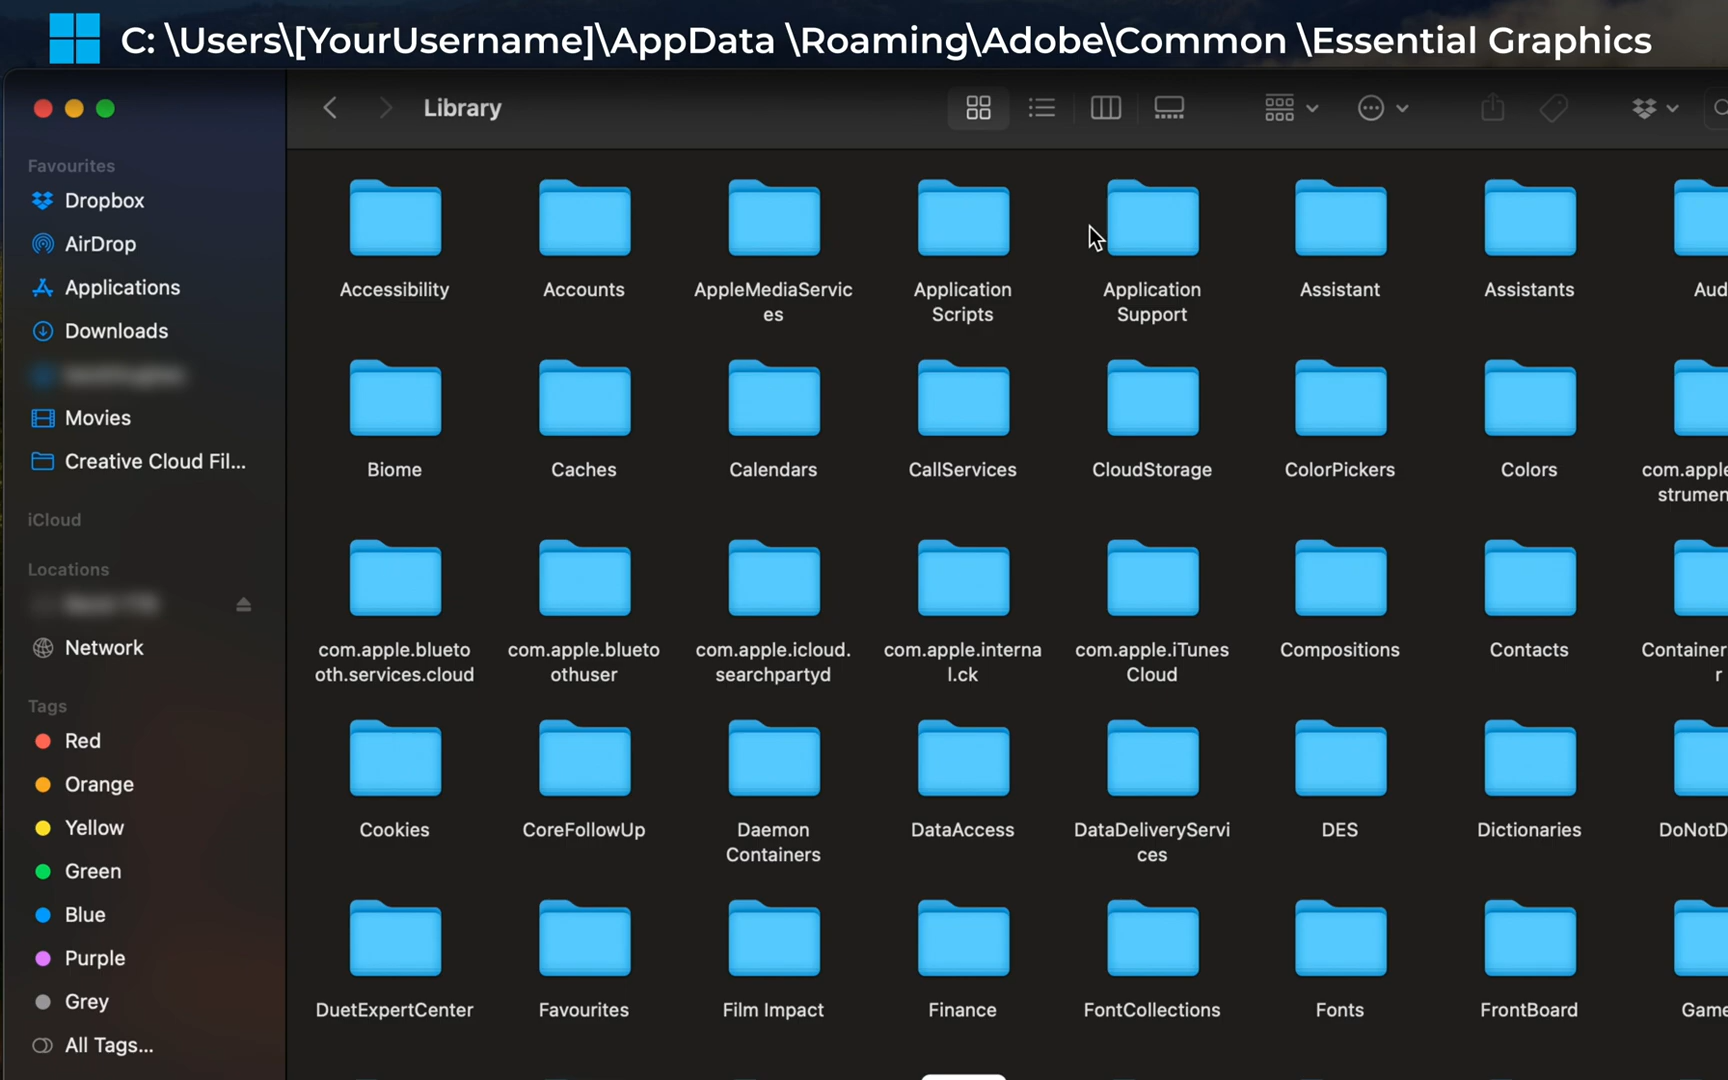 C: \Users\[YourUsername]\AppData \Roaming\Adobe\Common \Essential Graphics
Library
Favourites
Dropbox
AirDrop
Applications
Downloads
Movies
Creative Cloud Fil...
iCloud
Locations
Network
Tags
Red
Orange
Yellow
Green
Blue
Purple
Grey
All Tags...
Accessibility
Accounts
AppleMediaServic
es
Application
Scripts
Application
Support
Assistant
Assistants
Aud
Biome
Caches
Calendars
CallServices
CloudStorage
ColorPickers
Colors
com.apple
strumen
com.apple.blueto
oth.services.cloud
com.apple.blueto
othuser
com.apple.icloud.
searchpartyd
com.apple.interna
l.ck
com.apple.iTunes
Cloud
Compositions
Contacts
Container
r
Cookies
CoreFollowUp
Daemon
Containers
DataAccess
DataDeliveryServi
ces
DES
Dictionaries
DoNotD
DuetExpertCenter
Favourites
Film Impact
Finance
FontCollections
Fonts
FrontBoard
Game